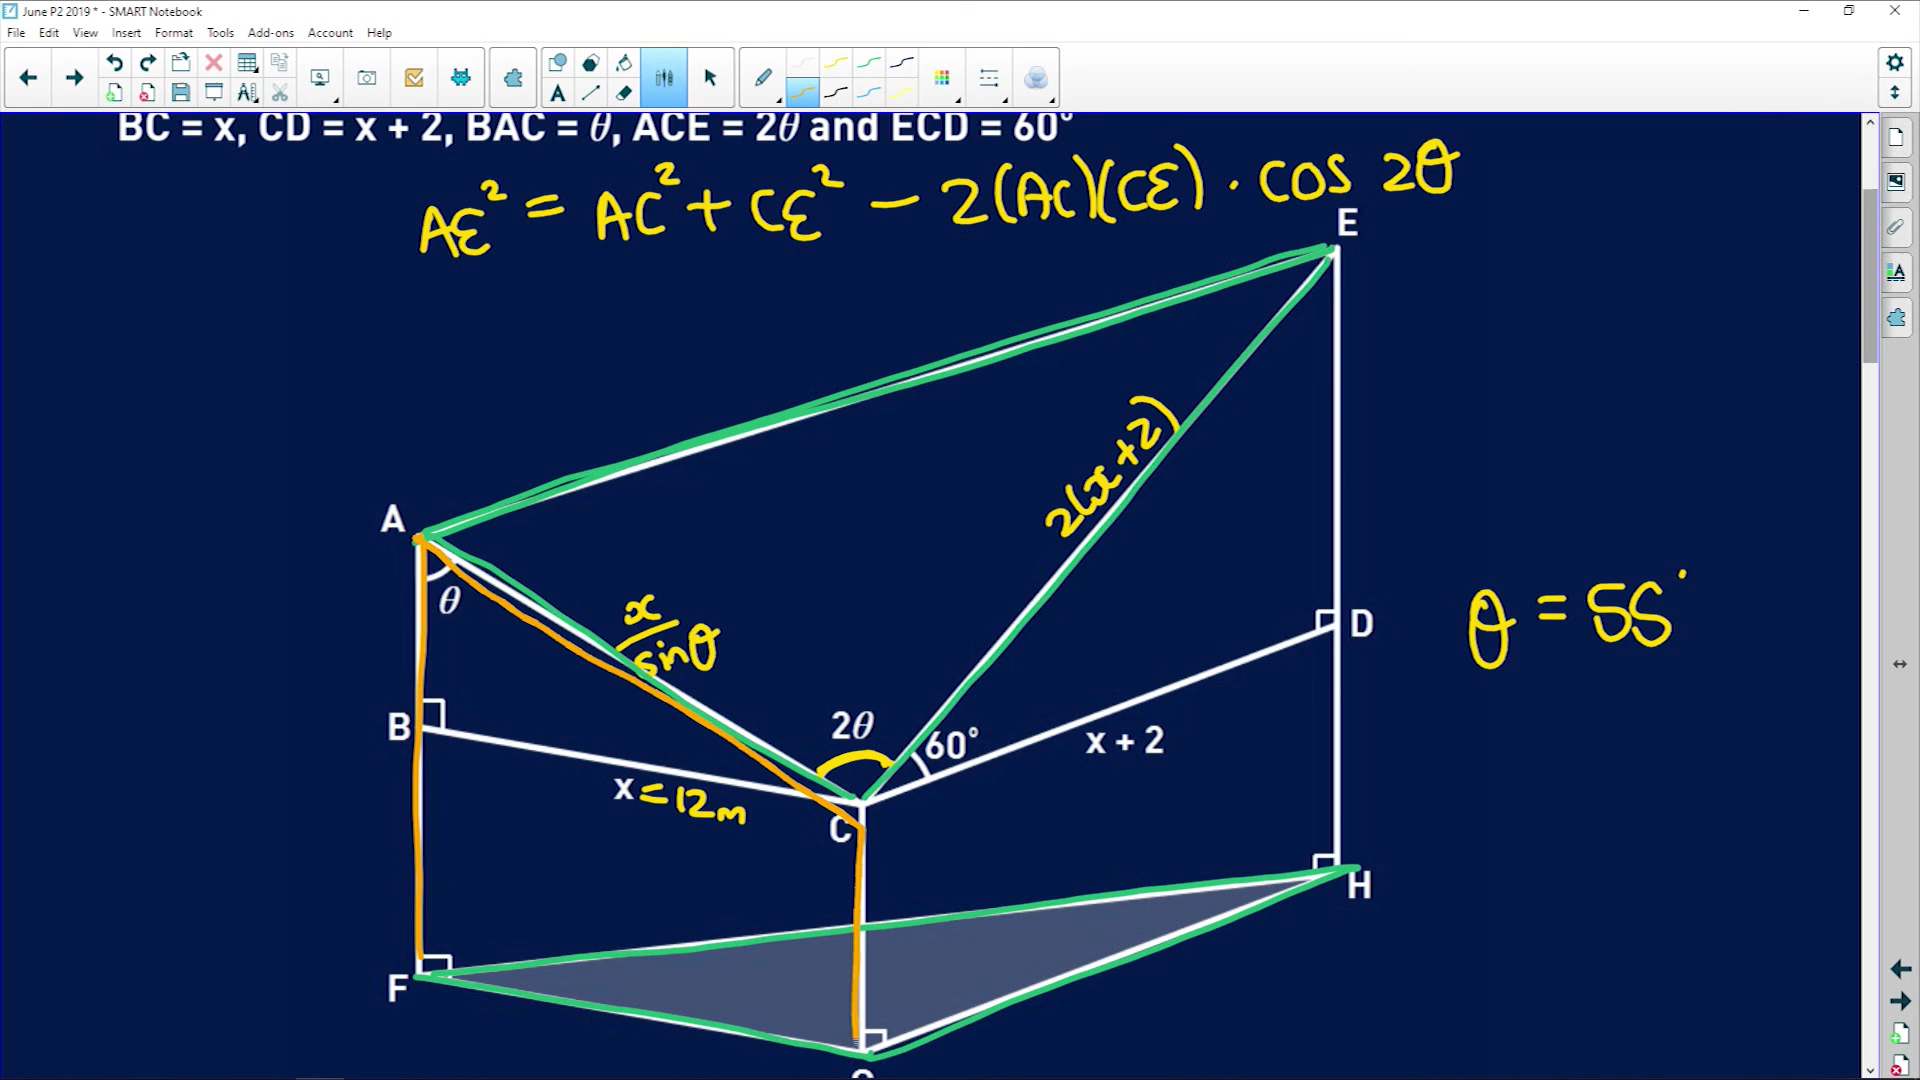 June P2 2019 * - SMART Notebook
File Edit View Insert Format Tools Add-ons Account Help
BC = x, CD = x + 2, BAC = θ, ACE = 2θ and ECD = 60°
AE² = AC² + CE² - 2(AC)(CE) · cos 2θ
E
2(x+2)
A
θ
x
sinθ
θ = 55°
D
B
2θ
60°
x + 2
x = 12m
C
H
F